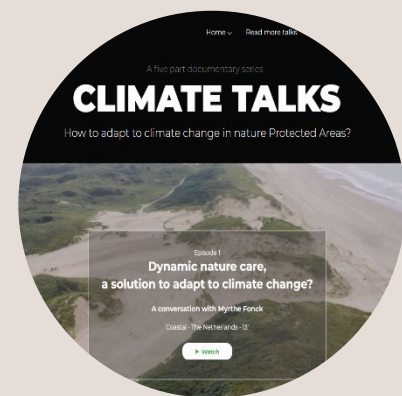 Home
Read more talks
A five part documentary series
CLIMATE TALKS
How to adapt to climate change in nature Protected Areas?
Episode 1
Dynamic nature care,
a solution to adapt to climate change?
A conversation with Myrthe Fonck
Coastal - The Netherlands - 13'
Watch